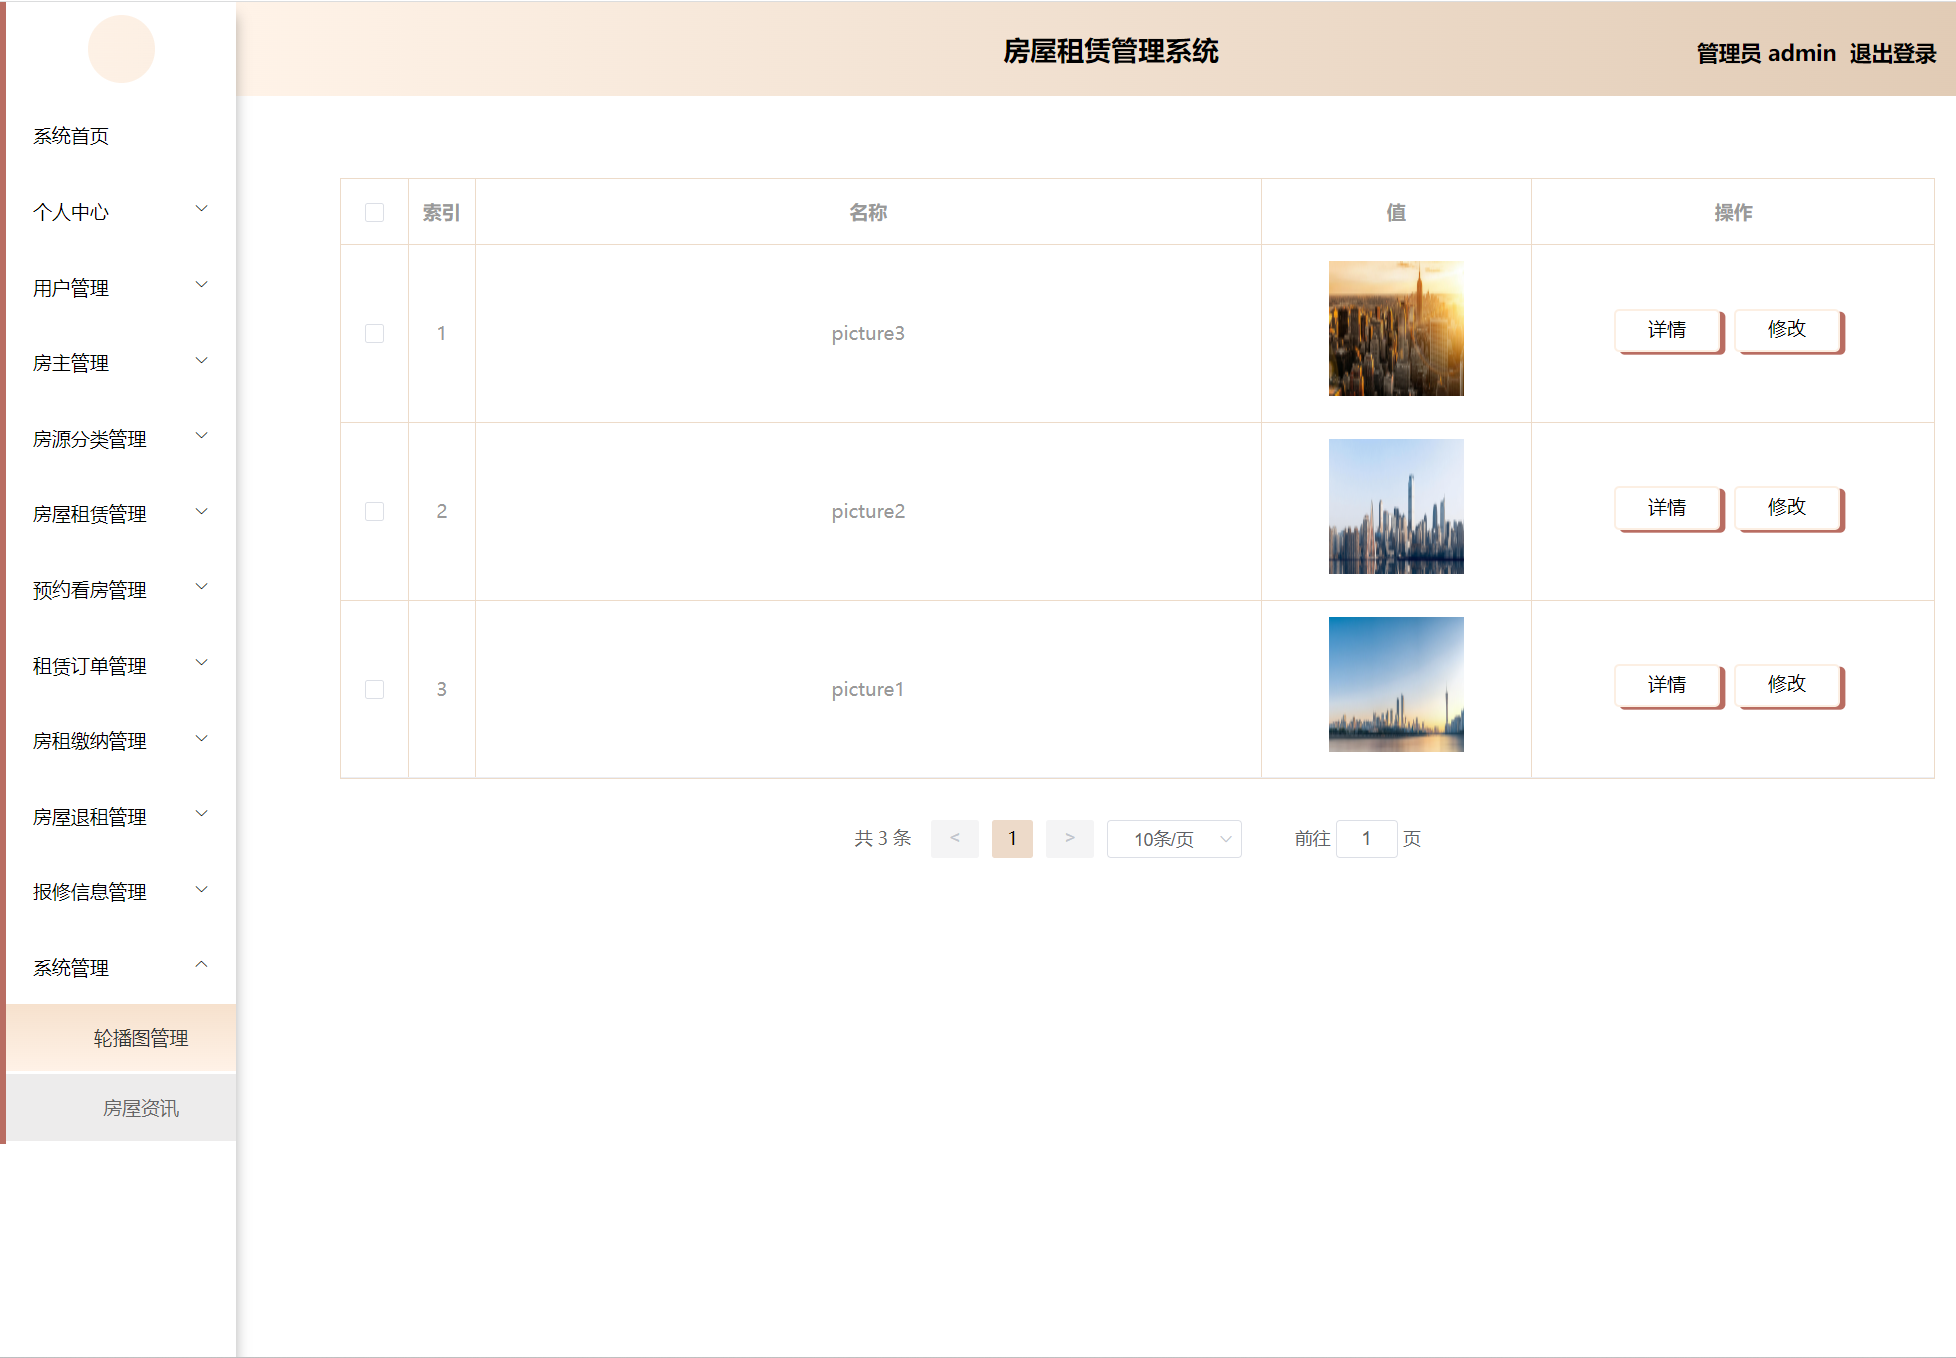 房屋租赁管理系统
管理员 admin 退出登录
系统首页
个人中心
用户管理
房主管理
房源分类管理
房屋租赁管理
预约看房管理
租赁订单管理
房租缴纳管理
房屋退租管理
报修信息管理
系统管理
轮播图管理
房屋资讯
索引 名称 值 操作
1 picture3 详情 修改
2 picture2 详情 修改
3 picture1 详情 修改
共 3 条 < 1 > 10条/页 前往 1 页